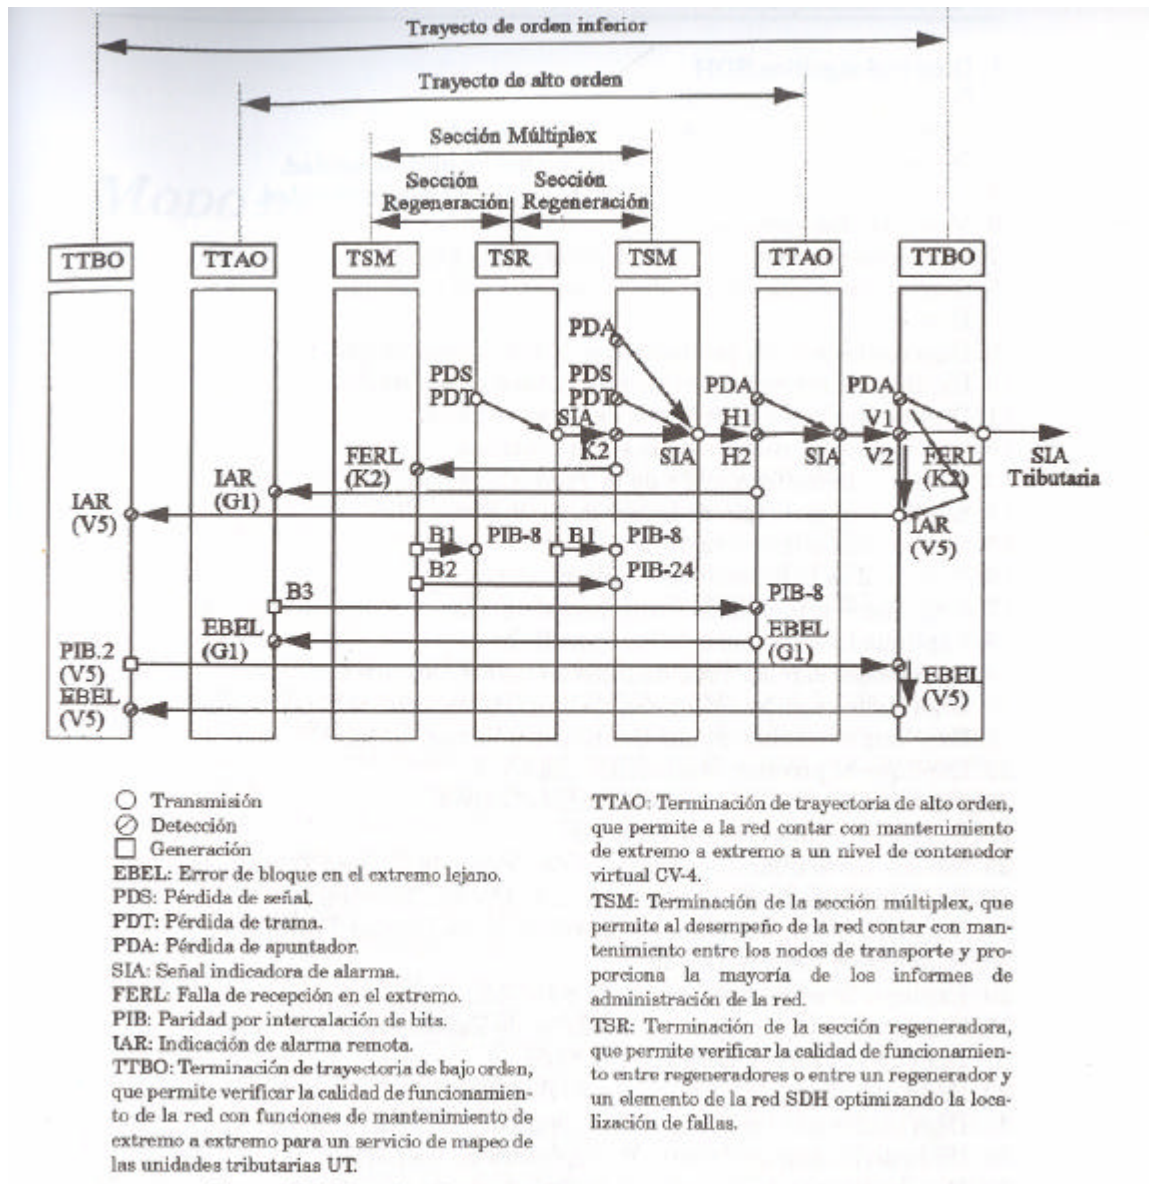 Trayecto de orden inferior
Trayecto de alto orden
Sección Múltiplex
Sección Sección
Regeneración Regeneración
TTBO TTAO TSM TSR TSM TTAO TTBO
PDA
PDS PDS PDA PDA
PDT PDT
SIA H1 V1
K2 SIA H2 SIA V2 SIA
Tributaria
FERL FERL
(K2) (K2)
IAR
(G1)
IAR IAR
(V5) (V5)
B1 PIB-8 B1 PIB-8
B2 PIB-24
B3 PIB-8
EBEL EBEL
(G1) (G1)
PIB.2
(V5)
EBEL EBEL
(V5) (V5)
Transmisión
Detección
Generación
EBEL: Error de bloque en el extremo lejano.
PDS: Pérdida de señal.
PDT: Pérdida de trama.
PDA: Pérdida de apuntador.
SIA: Señal indicadora de alarma.
FERL: Falla de recepción en el extremo.
PIB: Paridad por intercalación de bits.
IAR: Indicación de alarma remota.
TTBO: Terminación de trayectoria de bajo orden,
que permite verificar la calidad de funcionamien-
to de la red con funciones de mantenimiento de
extremo a extremo para un servicio de mapeo de
las unidades tributarias UT.
TTAO: Terminación de trayectoria de alto orden,
que permite a la red contar con mantenimiento
de extremo a extremo a un nivel de contenedor
virtual CV-4.
TSM: Terminación de la sección múltiplex, que
permite al desempeño de la red contar con man-
tenimiento entre los nodos de transporte y pro-
porciona la mayoría de los informes de
administración de la red.
TSR: Terminación de la sección regeneradora,
que permite verificar la calidad de funcionamien-
to entre regeneradores o entre un regenerador y
un elemento de la red SDH optimizando la loca-
lización de fallas.